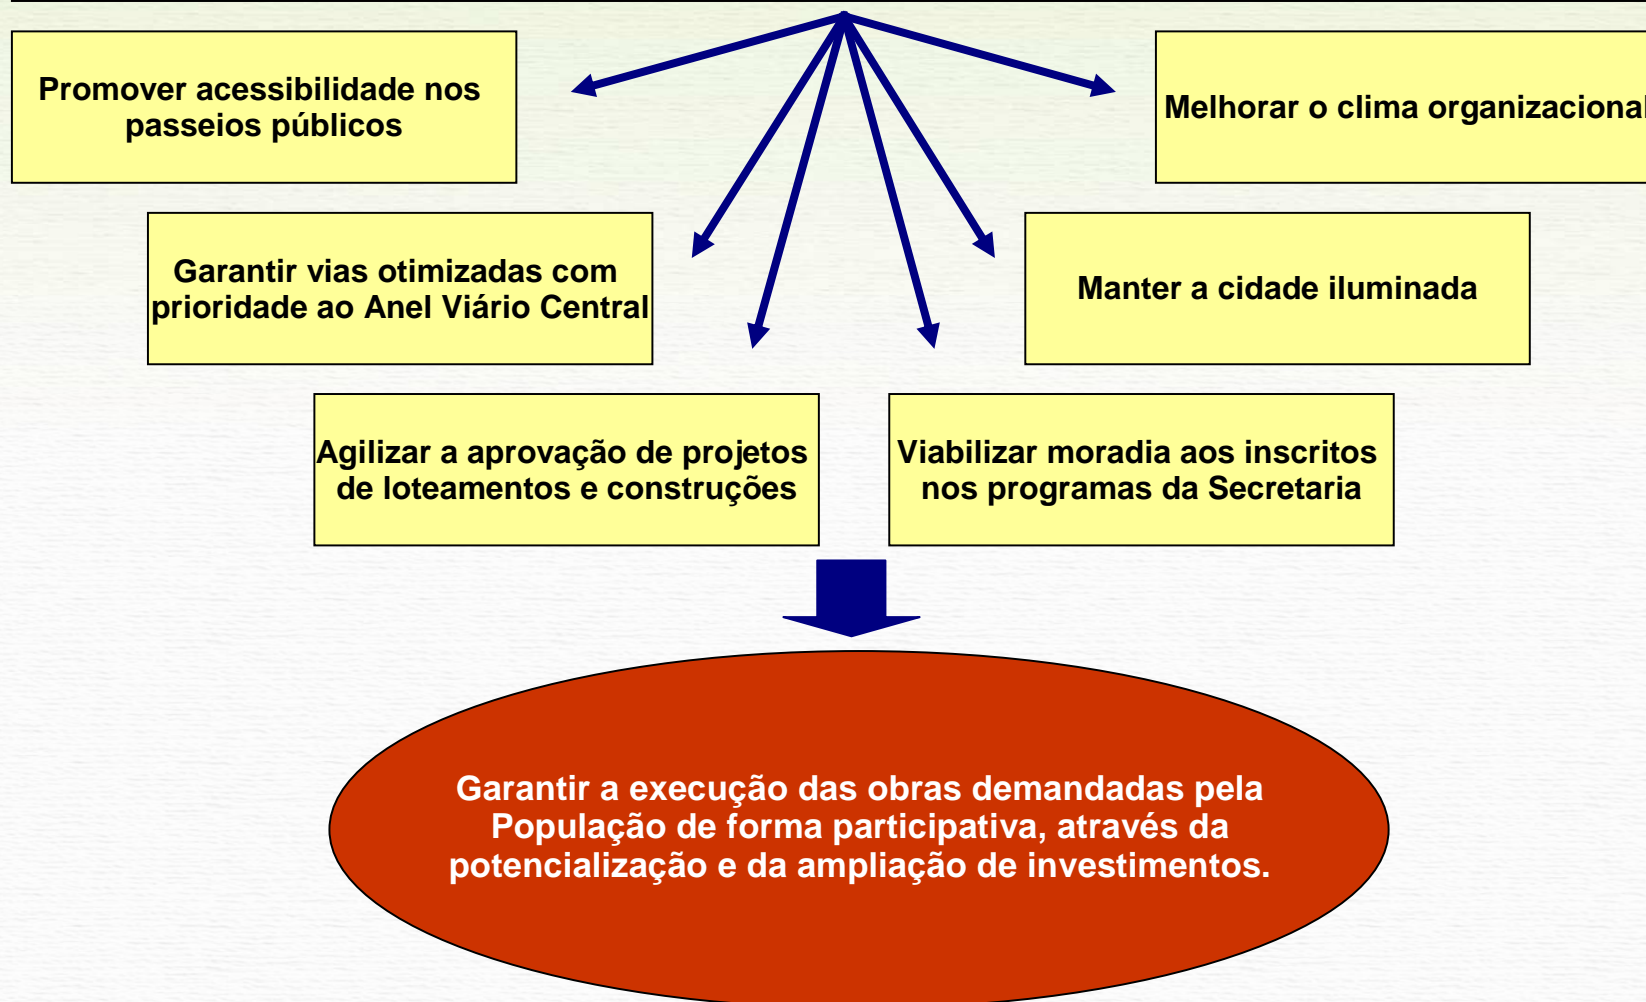 Promover acessibilidade nos
passeios públicos
Melhorar o clima organizacional
Garantir vias otimizadas com
prioridade ao Anel Viário Central
Manter a cidade iluminada
Agilizar a aprovação de projetos
de loteamentos e construções
Viabilizar moradia aos inscritos
nos programas da Secretaria
Garantir a execução das obras demandadas pela
População de forma participativa, através da
potencialização e da ampliação de investimentos.